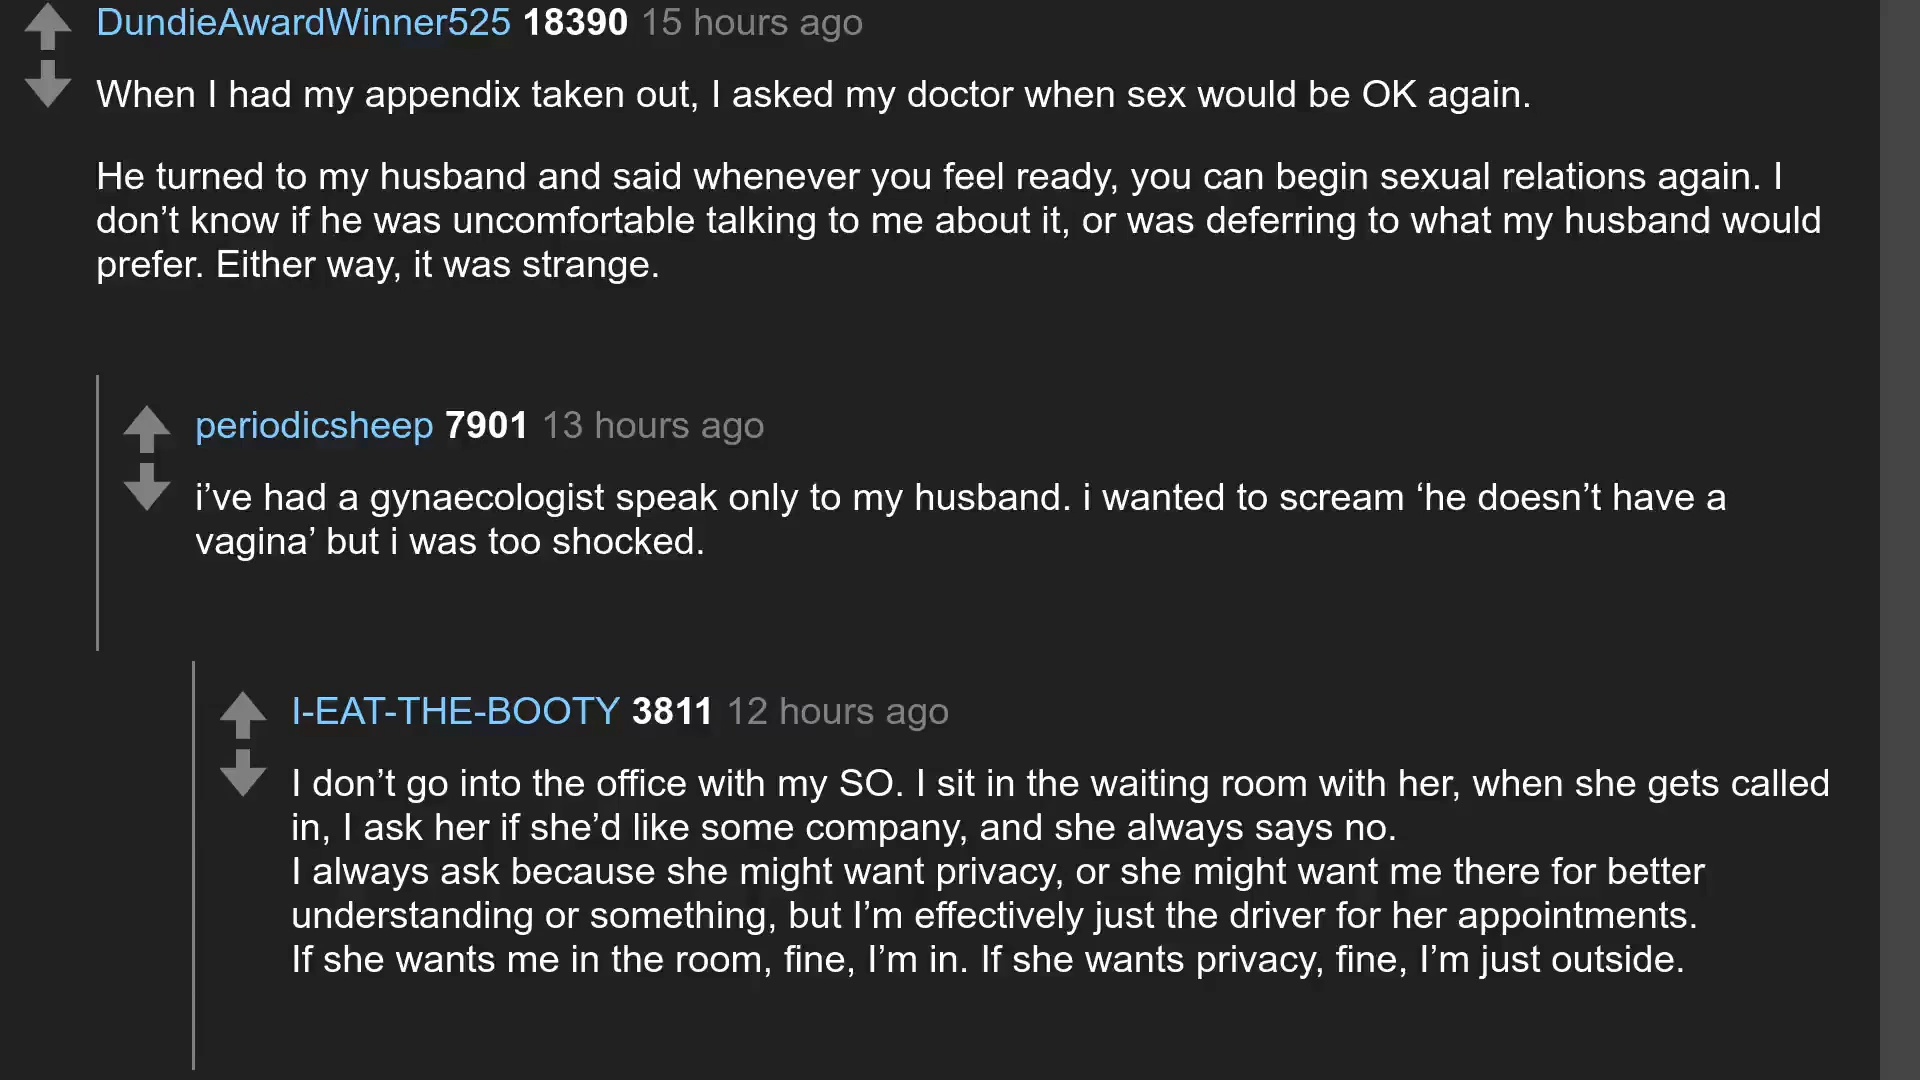 DundieAwardWinner525 18390 15 hours ago
When I had my appendix taken out, I asked my doctor when sex would be OK again.
He turned to my husband and said whenever you feel ready, you can begin sexual relations again. I
don’t know if he was uncomfortable talking to me about it, or was deferring to what my husband would
prefer. Either way, it was strange.
periodicsheep 7901 13 hours ago
i’ve had a gynaecologist speak only to my husband. i wanted to scream ‘he doesn’t have a
vagina’ but i was too shocked.
I-EAT-THE-BOOTY 3811 12 hours ago
I don’t go into the office with my SO. I sit in the waiting room with her, when she gets called
in, I ask her if she’d like some company, and she always says no.
I always ask because she might want privacy, or she might want me there for better
understanding or something, but I’m effectively just the driver for her appointments.
If she wants me in the room, fine, I’m in. If she wants privacy, fine, I’m just outside.